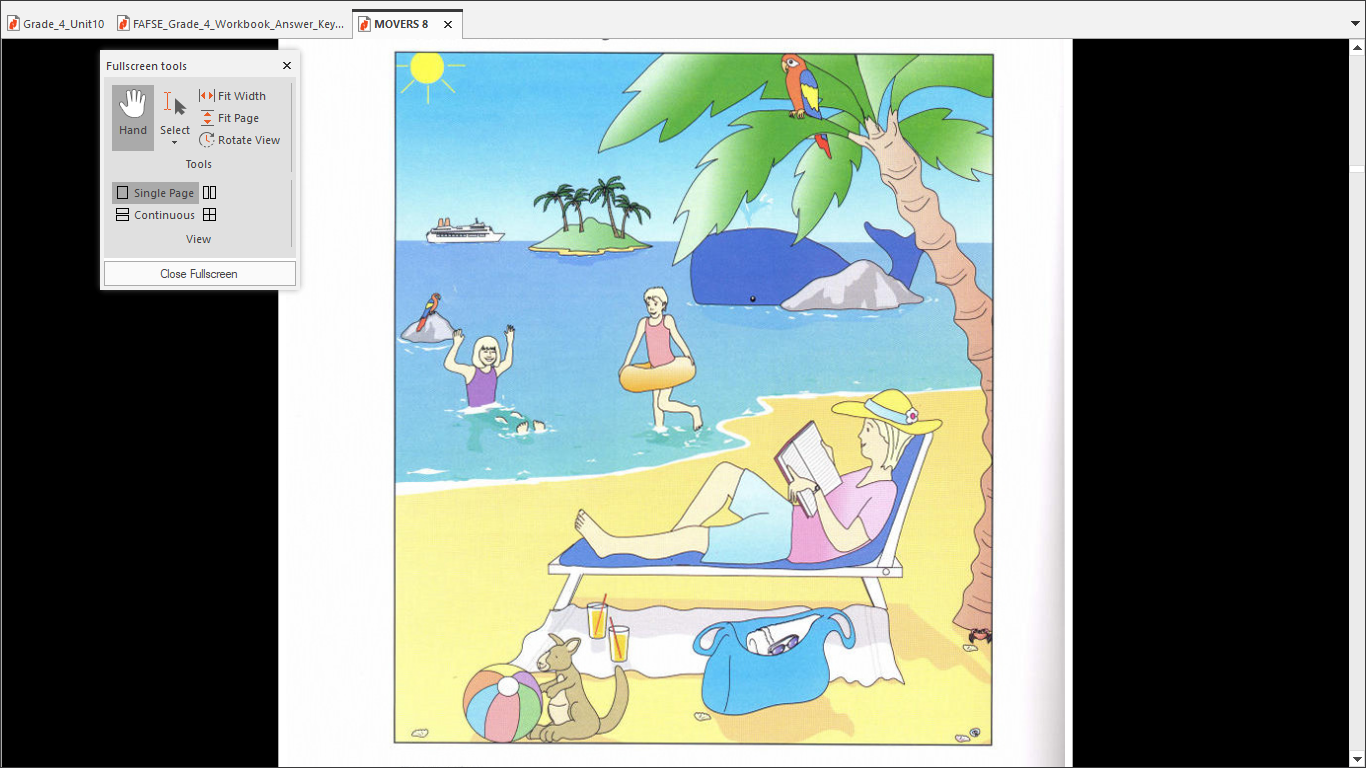 Grade_4_Unit10
FAFSE_Grade_4_Workbook_Answer_Key...
MOVERS 8
Fullscreen tools
Hand
Select
Fit Width
Fit Page
Rotate View
Tools
Single Page
Continuous
View
Close Fullscreen